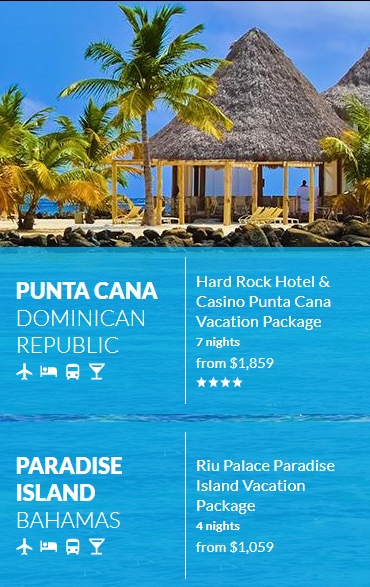 PUNTA CANA
DOMINICAN
REPUBLIC
Hard Rock Hotel &
Casino Punta Cana
Vacation Package
7 nights
from $1,859
PARADISE
ISLAND
BAHAMAS
Riu Palace Paradise
Island Vacation
Package
4 nights
from $1,059